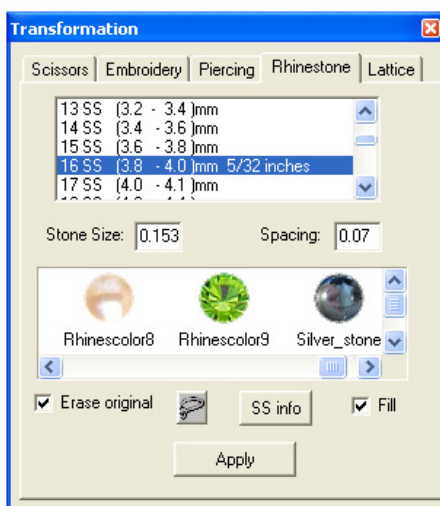 Transformation
Scissors Embroidery Piercing Rhinestone Lattice
13 SS (3.2 - 3.4 )mm
14 SS (3.4 - 3.6 )mm
15 SS (3.6 - 3.8 )mm
16 SS (3.8 - 4.0 )mm 5/32 inches
17 SS (4.0 - 4.1 )mm
Stone Size: 0.153 Spacing: 0.07
Rhinescolor8 Rhinescolor9 Silver_stone
Erase original SS info Fill
Apply